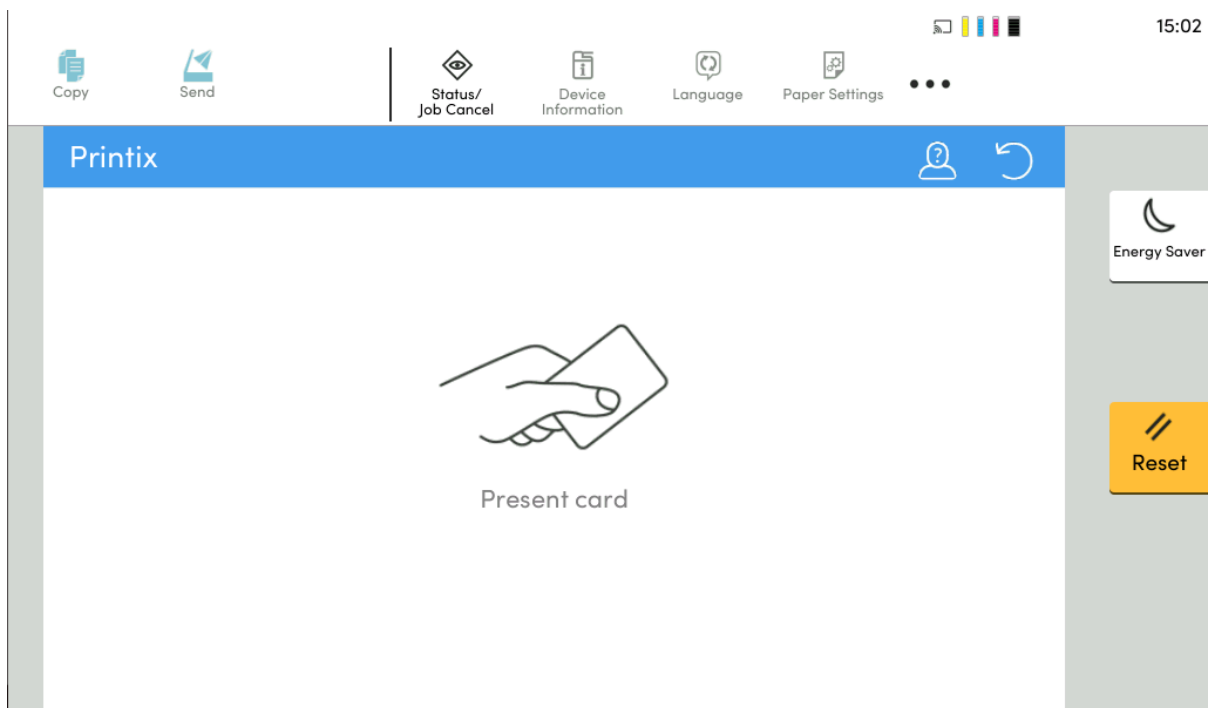 15:02
Copy
Send
Status/
Job Cancel
Device
Information
Language
Paper Settings
Printix
?
Energy Saver
Reset
Present card